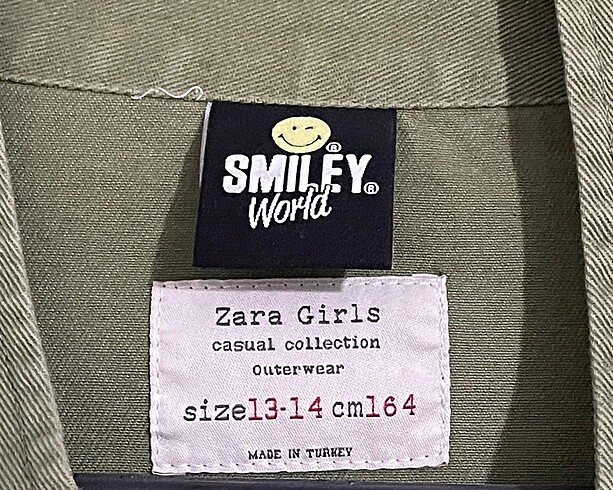 ®
SMILEY®
World
Zara Girls
casual collection
Outerwear
size13-14 cm164
MADE IN TURKEY